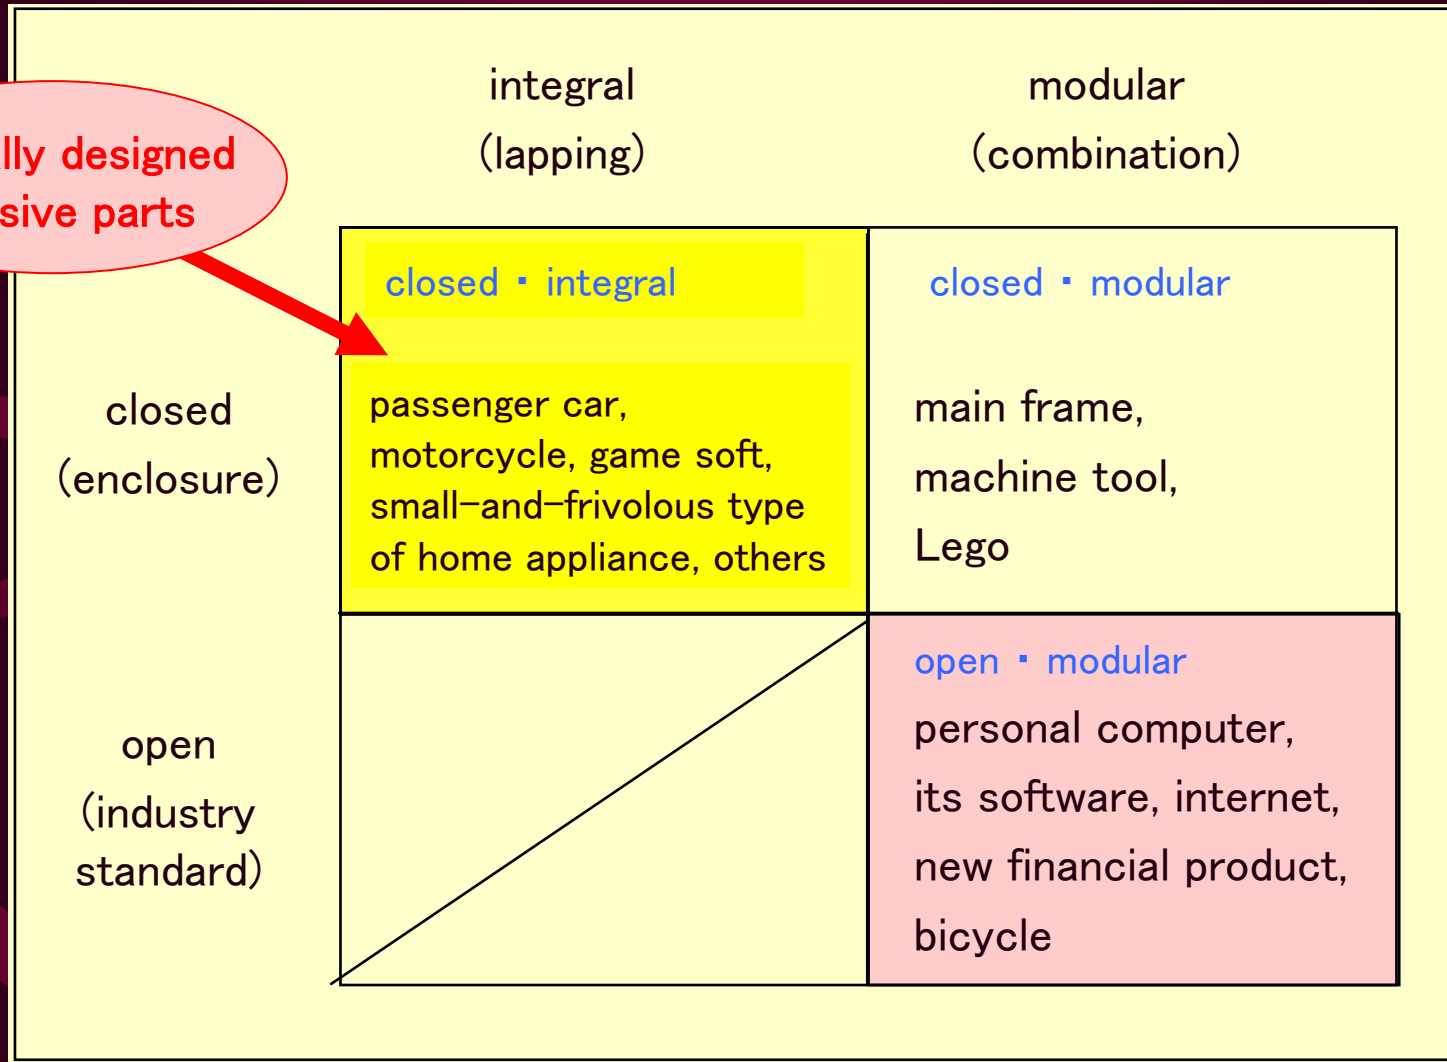 integral
(lapping)
modular
(combination)
designed
parts
closed ・ integral
closed ・ modular
closed
(enclosure)
passenger car,
motorcycle, game soft,
small-and-frivolous type
of home appliance, others
main frame,
machine tool,
Lego
open
(industry
standard)
open ・ modular
personal computer,
its software, internet,
new financial product,
bicycle